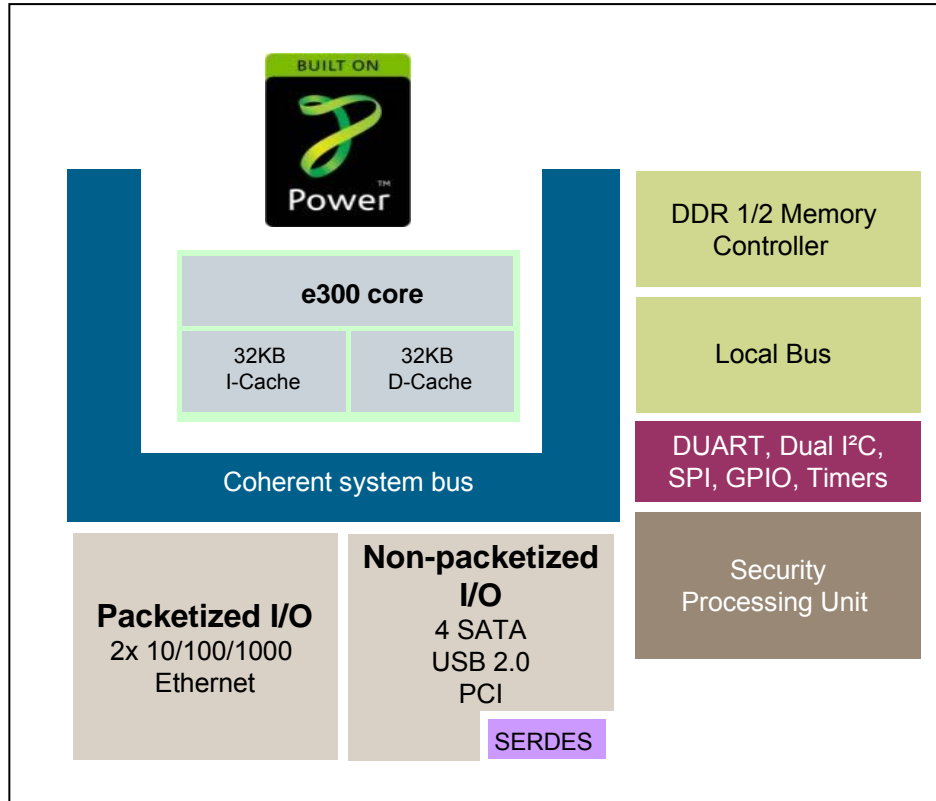 BUILT ON
Power™
e300 core
32KB
I-Cache
32KB
D-Cache
Coherent system bus
DDR 1/2 Memory
Controller
Local Bus
DUART, Dual I²C,
SPI, GPIO, Timers
Security
Processing Unit
Packetized I/O
2x 10/100/1000
Ethernet
Non-packetized
I/O
4 SATA
USB 2.0
PCI
SERDES